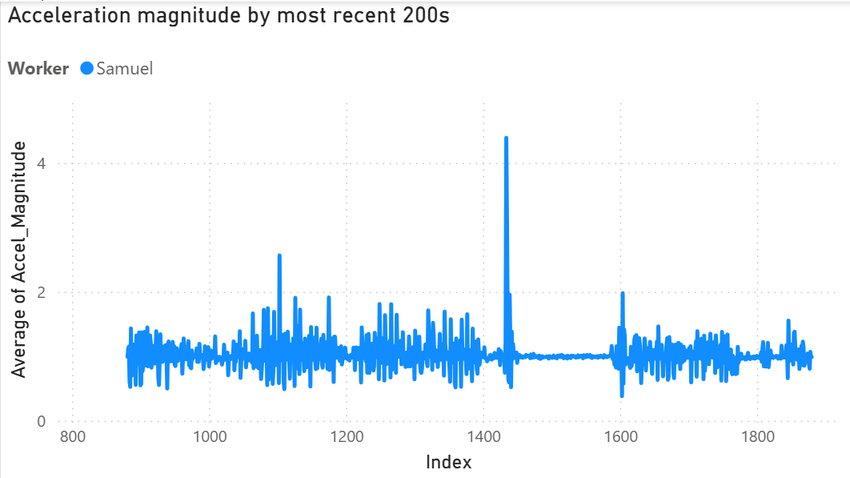 Acceleration magnitude by most recent 200s
Worker Samuel
Average of Accel_Magnitude
4
2
0
800 1000 1200 1400 1600 1800
Index